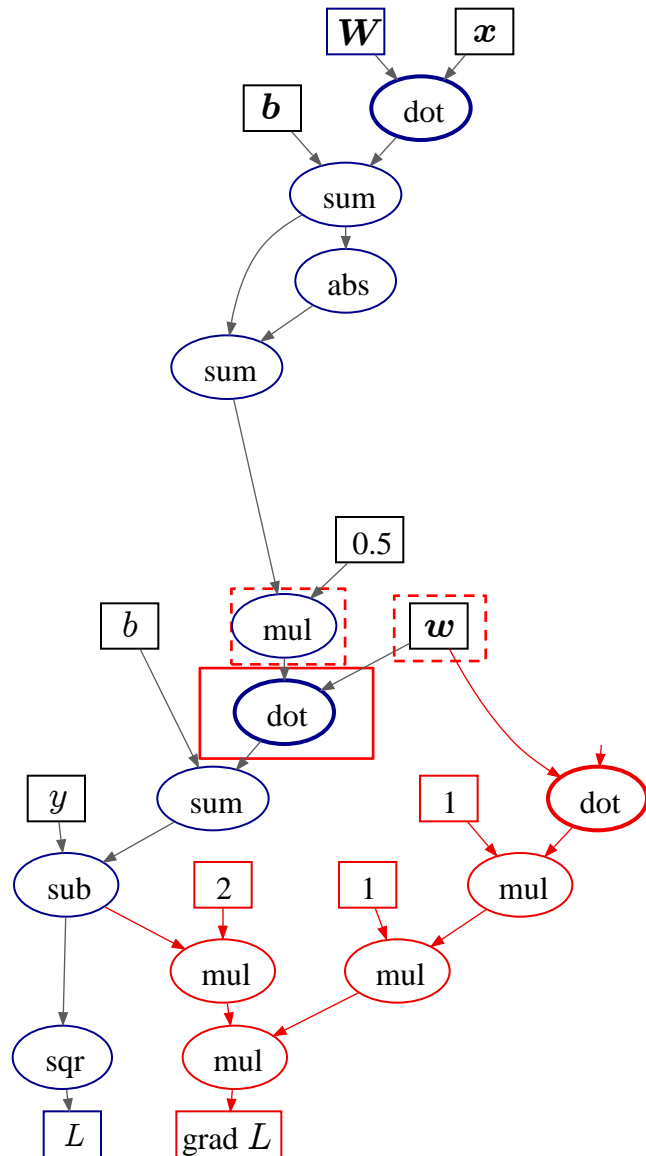 W x
b dot
sum
abs
sum
0.5
b mul w
dot
y sum 1 dot
sub 2 1 mul
mul mul
sqr mul
L grad L